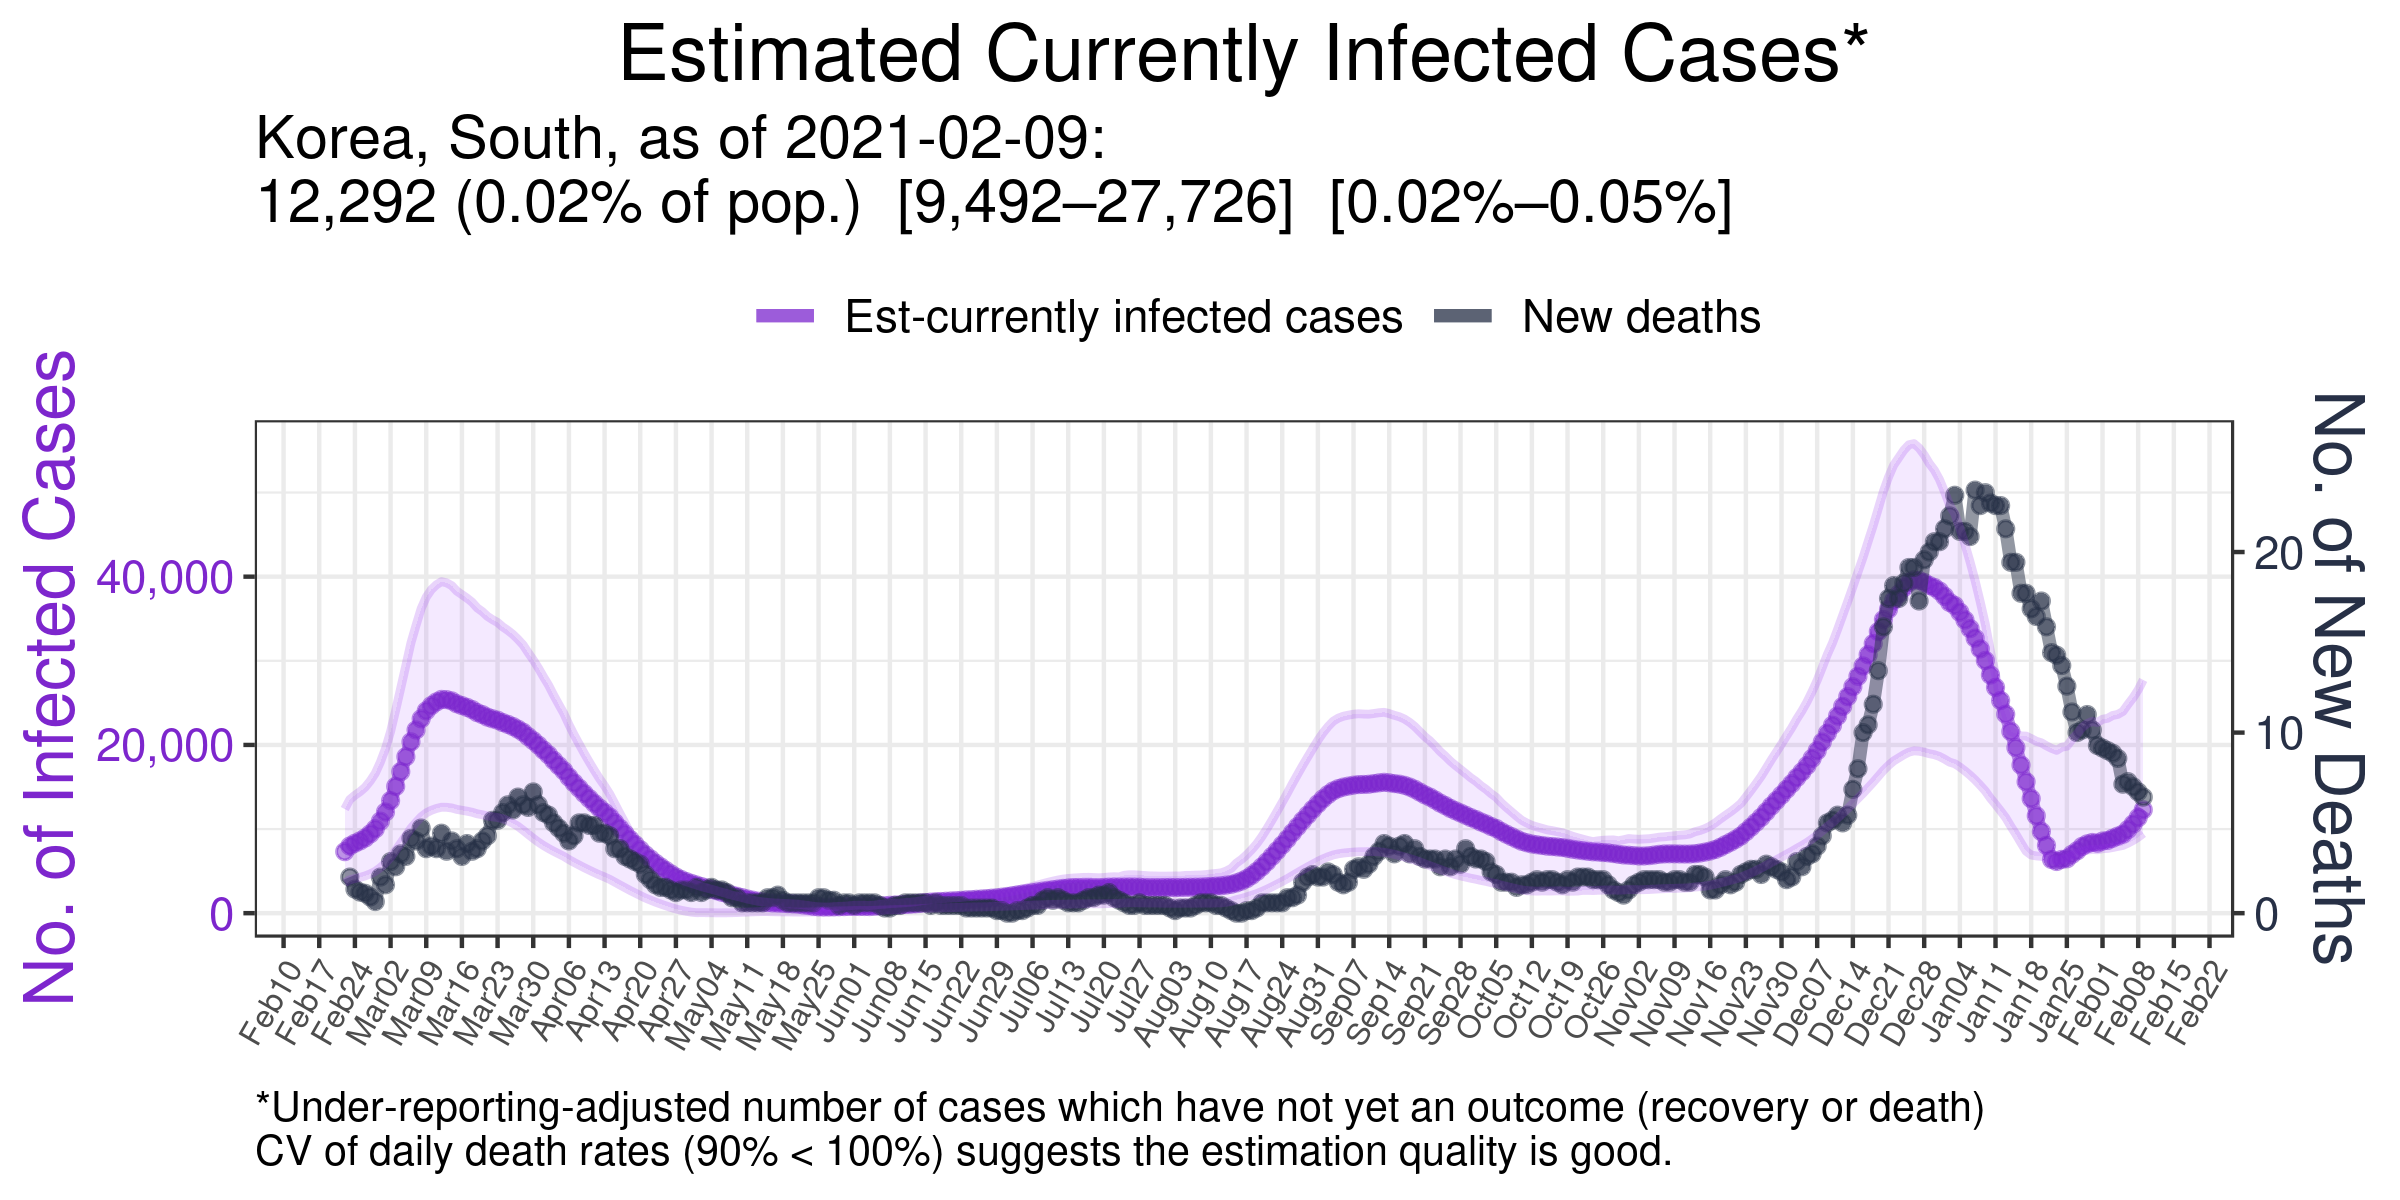 Estimated Currently Infected Cases*
Korea, South, as of 2021-02-09:
12,292 (0.02% of pop.)  [9,492–27,726]  [0.02%–0.05%]
Est-currently infected cases
New deaths
No. of Infected Cases
40,000
20,000
0
No. of New Deaths
20
10
0
Feb10
Feb17
Feb24
Mar02
Mar09
Mar16
Mar23
Mar30
Apr06
Apr13
Apr20
Apr27
May04
May11
May18
May25
Jun01
Jun08
Jun15
Jun22
Jun29
Jul06
Jul13
Jul20
Jul27
Aug03
Aug10
Aug17
Aug24
Aug31
Sep07
Sep14
Sep21
Sep28
Oct05
Oct12
Oct19
Oct26
Nov02
Nov09
Nov16
Nov23
Nov30
Dec07
Dec14
Dec21
Dec28
Jan04
Jan11
Jan18
Jan25
Feb01
Feb08
Feb15
Feb22
*Under-reporting-adjusted number of cases which have not yet an outcome (recovery or death)
CV of daily death rates (90% < 100%) suggests the estimation quality is good.